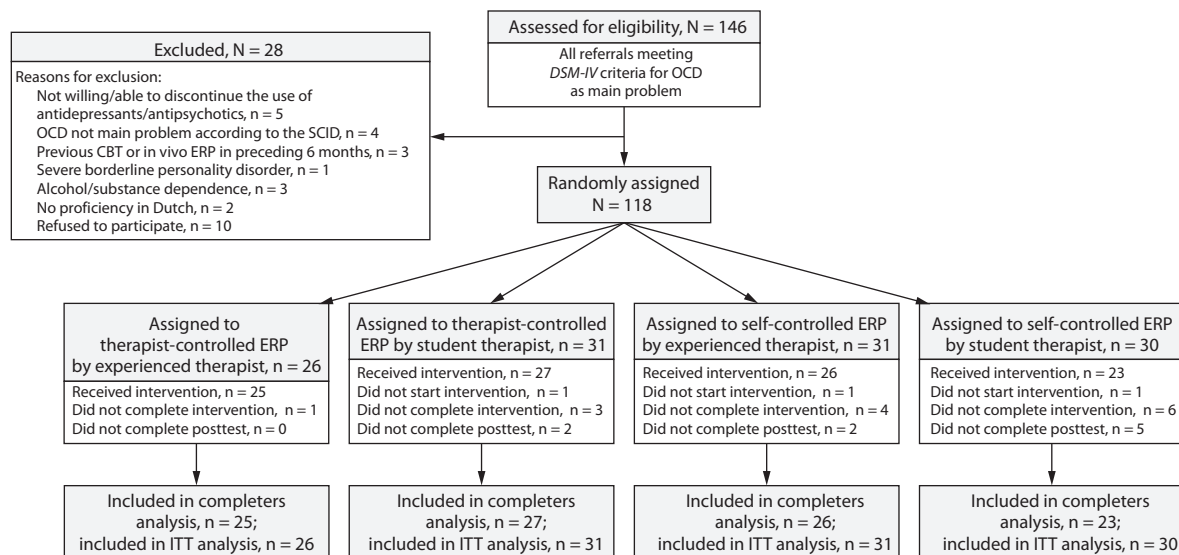 Assessed for eligibility, N = 146
All referrals meeting
DSM-IV criteria for OCD
as main problem
Excluded, N = 28
Reasons for exclusion:
Not willing/able to discontinue the use of
antidepressants/antipsychotics, n = 5
OCD not main problem according to the SCID, n = 4
Previous CBT or in vivo ERP in preceding 6 months, n = 3
Severe borderline personality disorder, n = 1
Alcohol/substance dependence, n = 3
No proficiency in Dutch, n = 2
Refused to participate, n = 10
Randomly assigned
N = 118
Assigned to
therapist-controlled ERP
by experienced therapist, n = 26
Received intervention, n = 25
Did not complete intervention, n = 1
Did not complete posttest, n = 0
Included in completers
analysis, n = 25;
included in ITT analysis, n = 26
Assigned to therapist-controlled
ERP by student therapist, n = 31
Received intervention, n = 27
Did not start intervention, n = 1
Did not complete intervention, n = 3
Did not complete posttest, n = 2
Included in completers
analysis, n = 27;
included in ITT analysis, n = 31
Assigned to self-controlled ERP
by experienced therapist, n = 31
Received intervention, n = 26
Did not start intervention, n = 1
Did not complete intervention, n = 4
Did not complete posttest, n = 2
Included in completers
analysis, n = 26;
included in ITT analysis, n = 31
Assigned to self-controlled ERP
by student therapist, n = 30
Received intervention, n = 23
Did not start intervention, n = 1
Did not complete intervention, n = 6
Did not complete posttest, n = 5
Included in completers
analysis, n = 23;
included in ITT analysis, n = 30